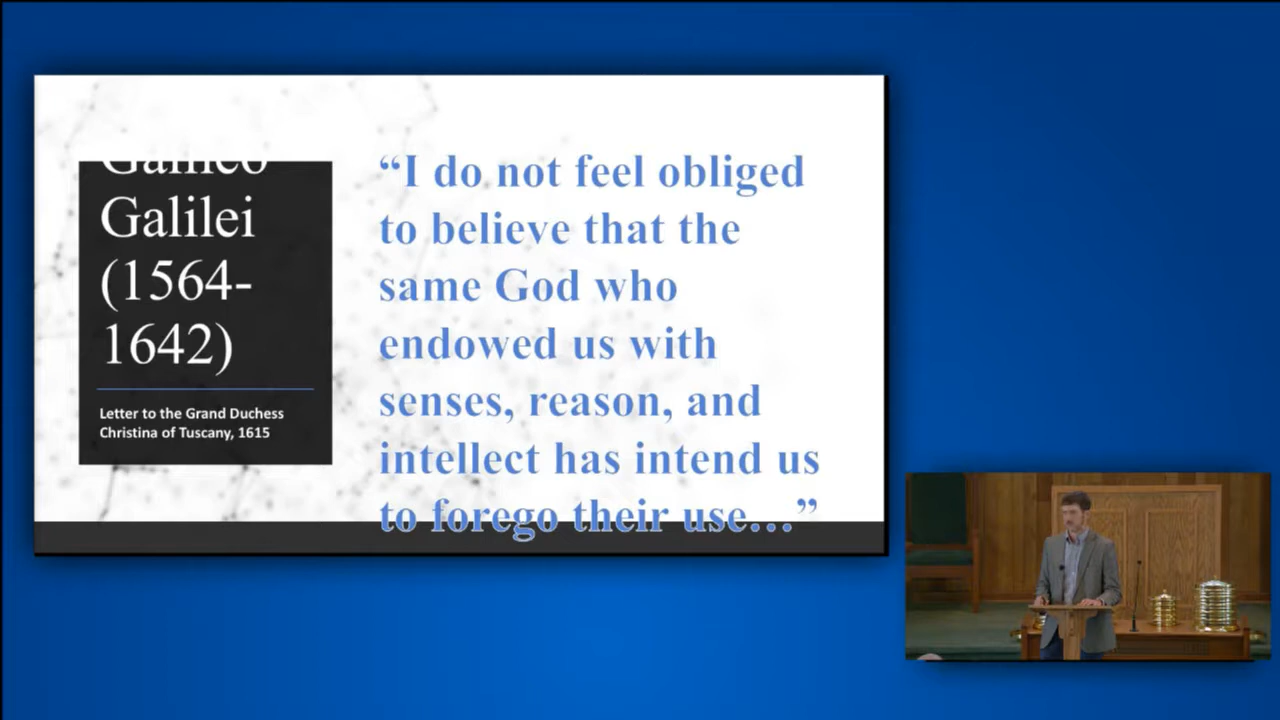 Galileo
Galilei
(1564-
1642)
Letter to the Grand Duchess
Christina of Tuscany, 1615
“I do not feel obliged
to believe that the
same God who
endowed us with
senses, reason, and
intellect has intend us
to forego their use...”